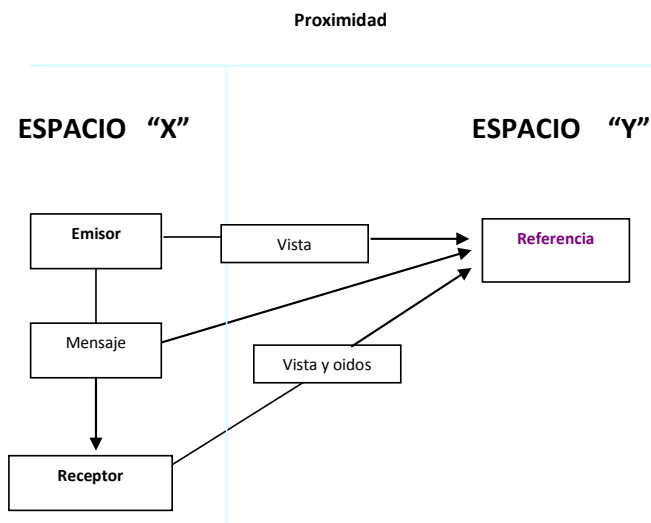 Proximidad
ESPACIO “X”
ESPACIO “Y”
Emisor
Vista
Referencia
Mensaje
Vista y oidos
Receptor